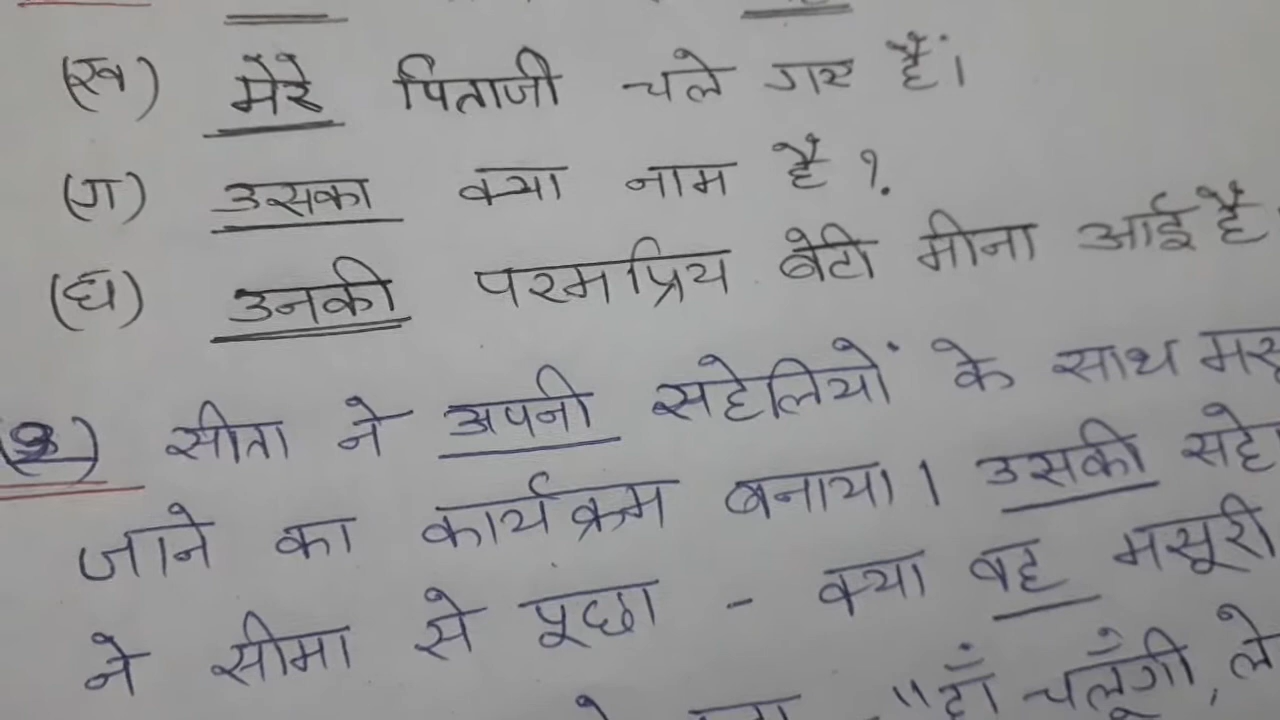 (ख) मेरे पिताजी चले गए हैं।
(ग) उसका क्या नाम है ?
(घ) उनकी परमप्रिय बेटी मीना आई है
(2) सीता ने अपनी सहेलियों के साथ
जाने का कार्यक्रम बनाया। उसकी
ने सीमा से पूछा - क्या वह मसूरी
"हाँ चलूँगी,